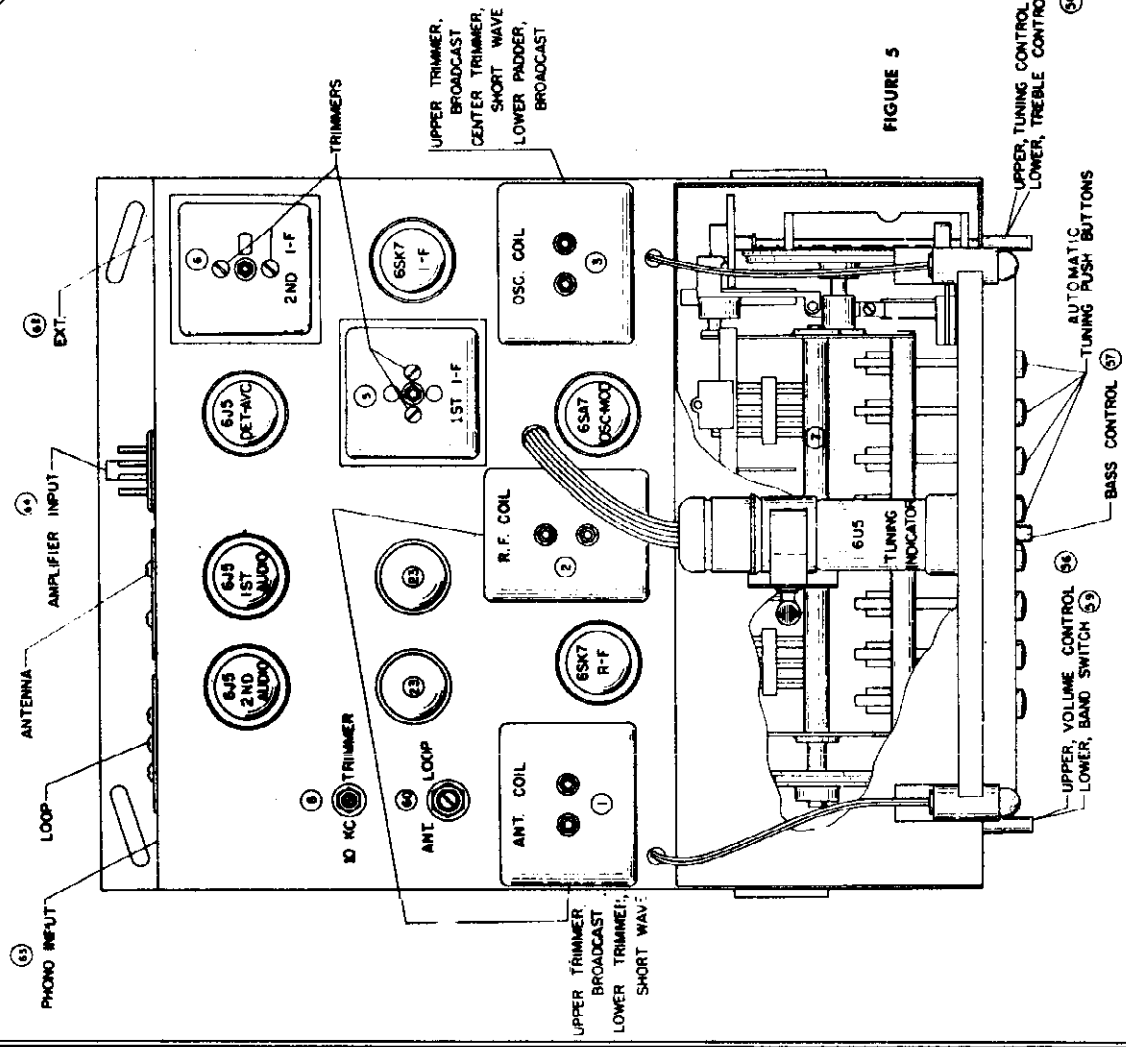 63
PHONO INPUT
LOOP
ANTENNA
64
AMPLIFIER INPUT
62
EXT.
6J5
2ND
AUDIO
6J5
1ST
AUDIO
6J5
DET-AVC
6
2ND I-F
TRIMMERS
8
10 KC TRIMMER
60
ANT. LOOP
23
23
5
1ST I-F
6SK7
I-F
UPPER TRIMMER,
BROADCAST
CENTER TRIMMER,
SHORT WAVE
LOWER PADDER,
BROADCAST
ANT. COIL
1
6SK7
R-F
R.F. COIL
2
6SA7
OSC-MOD
OSC. COIL
3
UPPER TRIMMER,
BROADCAST
LOWER TRIMMER,
SHORT WAVE
6U5
TUNING
INDICATOR
7
FIGURE 5
UPPER, VOLUME CONTROL 56
LOWER, BAND SWITCH 59
BASS CONTROL 57
AUTOMATIC
TUNING PUSH BUTTONS
UPPER, TUNING CONTROL
LOWER, TREBLE CONTROL